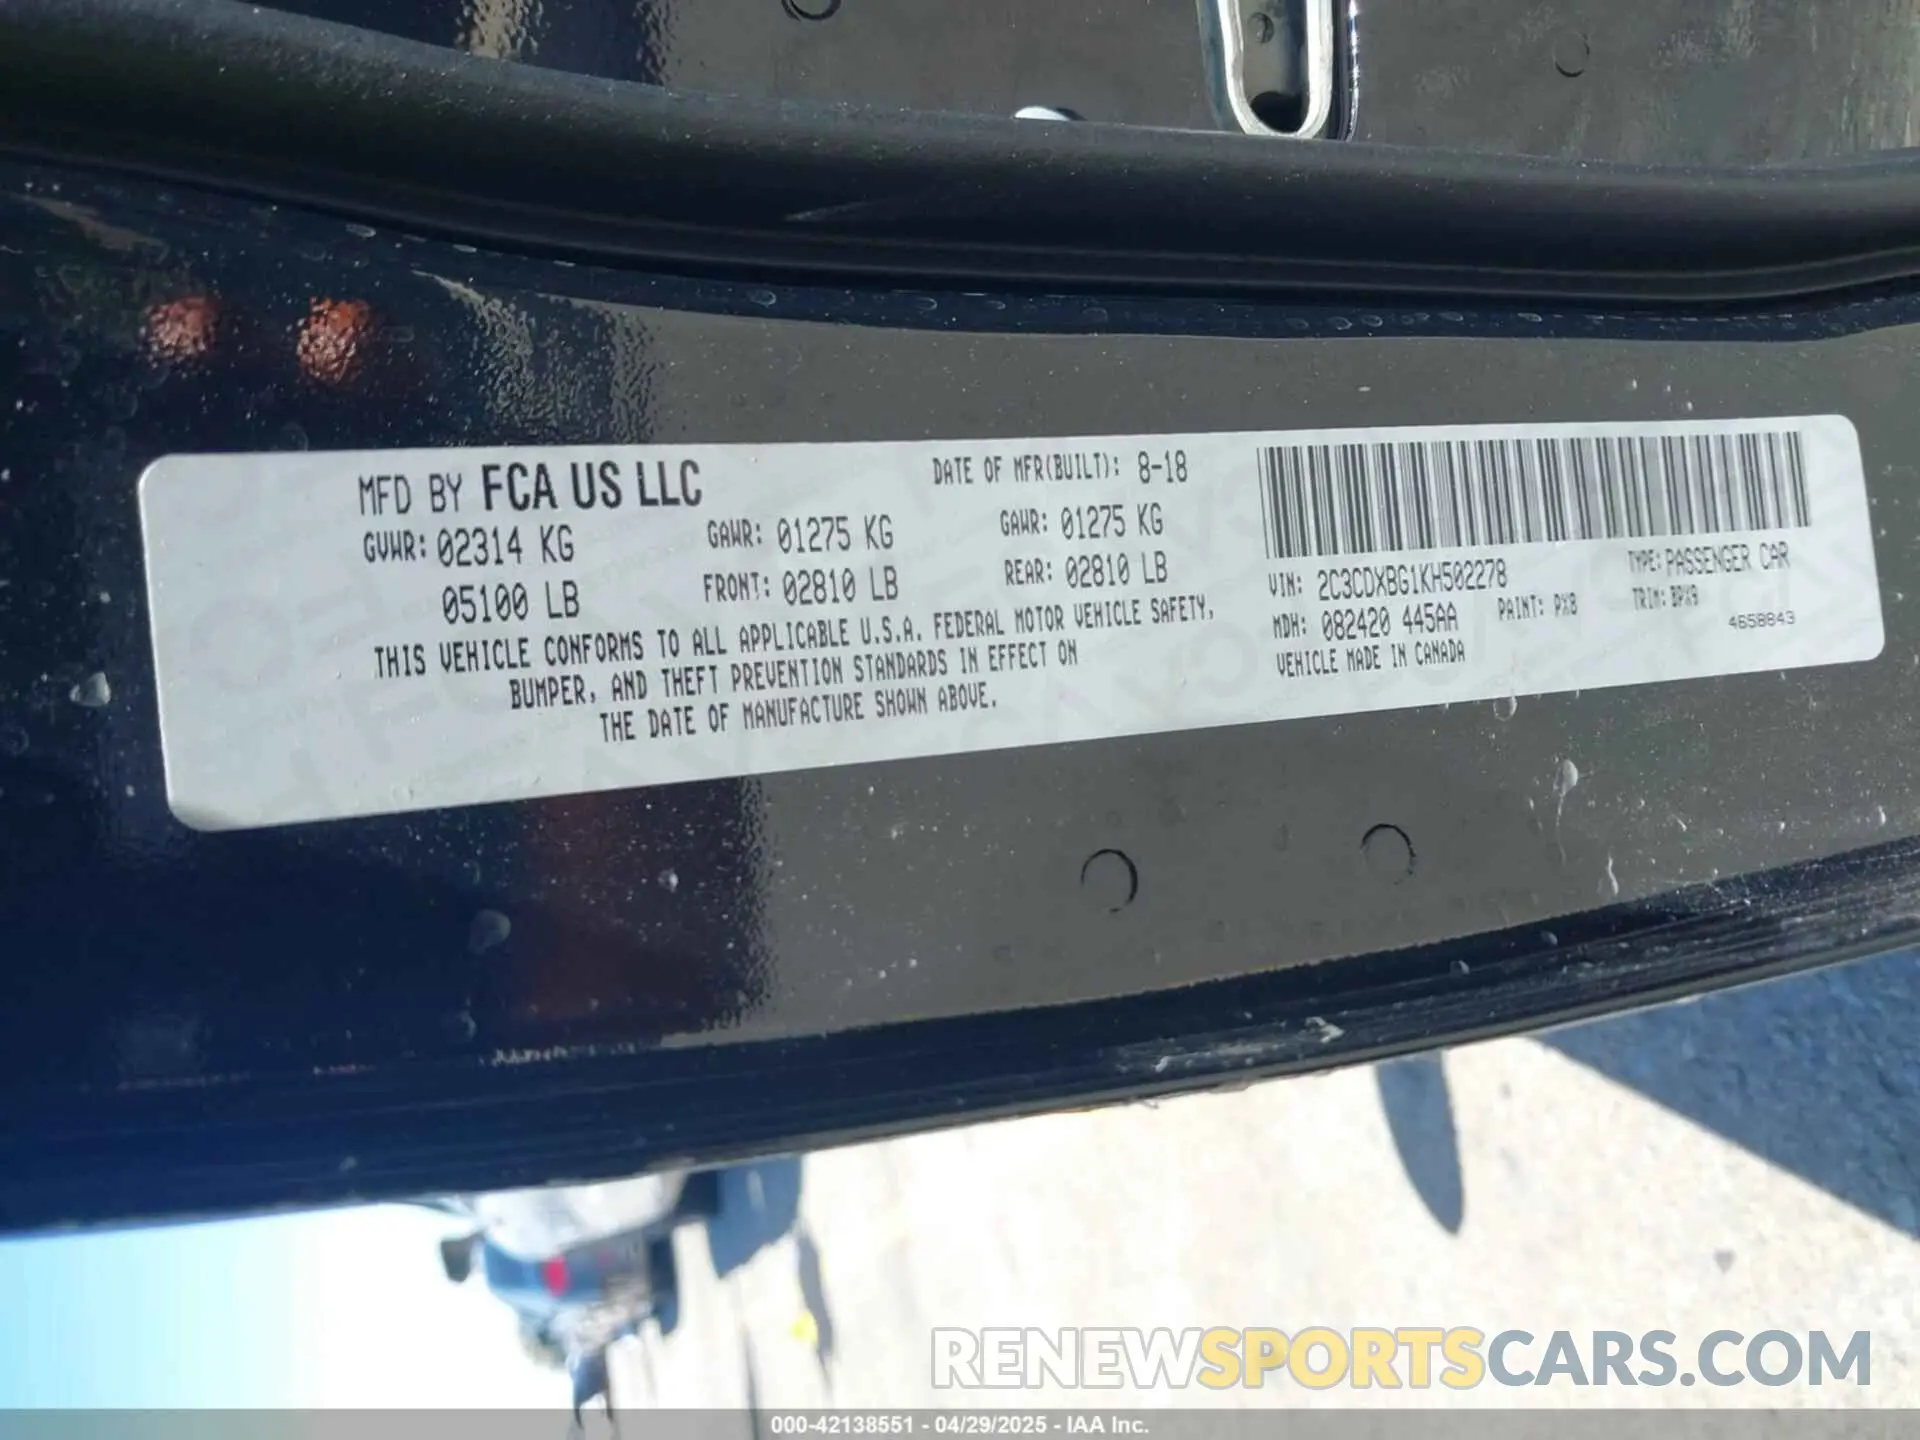 MFD BY FCA US LLC
DATE OF MFR(BUILT): 8-18
GVWR: 02314 KG
05100 LB
GAWR: 01275 KG
FRONT: 02810 LB
GAWR: 01275 KG
REAR: 02810 LB
THIS VEHICLE CONFORMS TO ALL APPLICABLE U.S.A. FEDERAL MOTOR VEHICLE SAFETY,
BUMPER, AND THEFT PREVENTION STANDARDS IN EFFECT ON
THE DATE OF MANUFACTURE SHOWN ABOVE.
VIN: 2C3CDXBG1KH502278
TYPE: PASSENGER CAR
MDH: 082420 445AA
PAINT: PX8
TRIM: BPX9
VEHICLE MADE IN CANADA
4658843
RENEWSPORTSCARS.COM
000-42138551 - 04/29/2025 - IAA Inc.